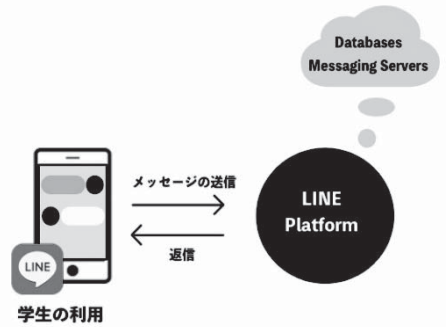 Databases
Messaging Servers
メッセージの送信
LINE
Platform
返信
LINE
学生の利用